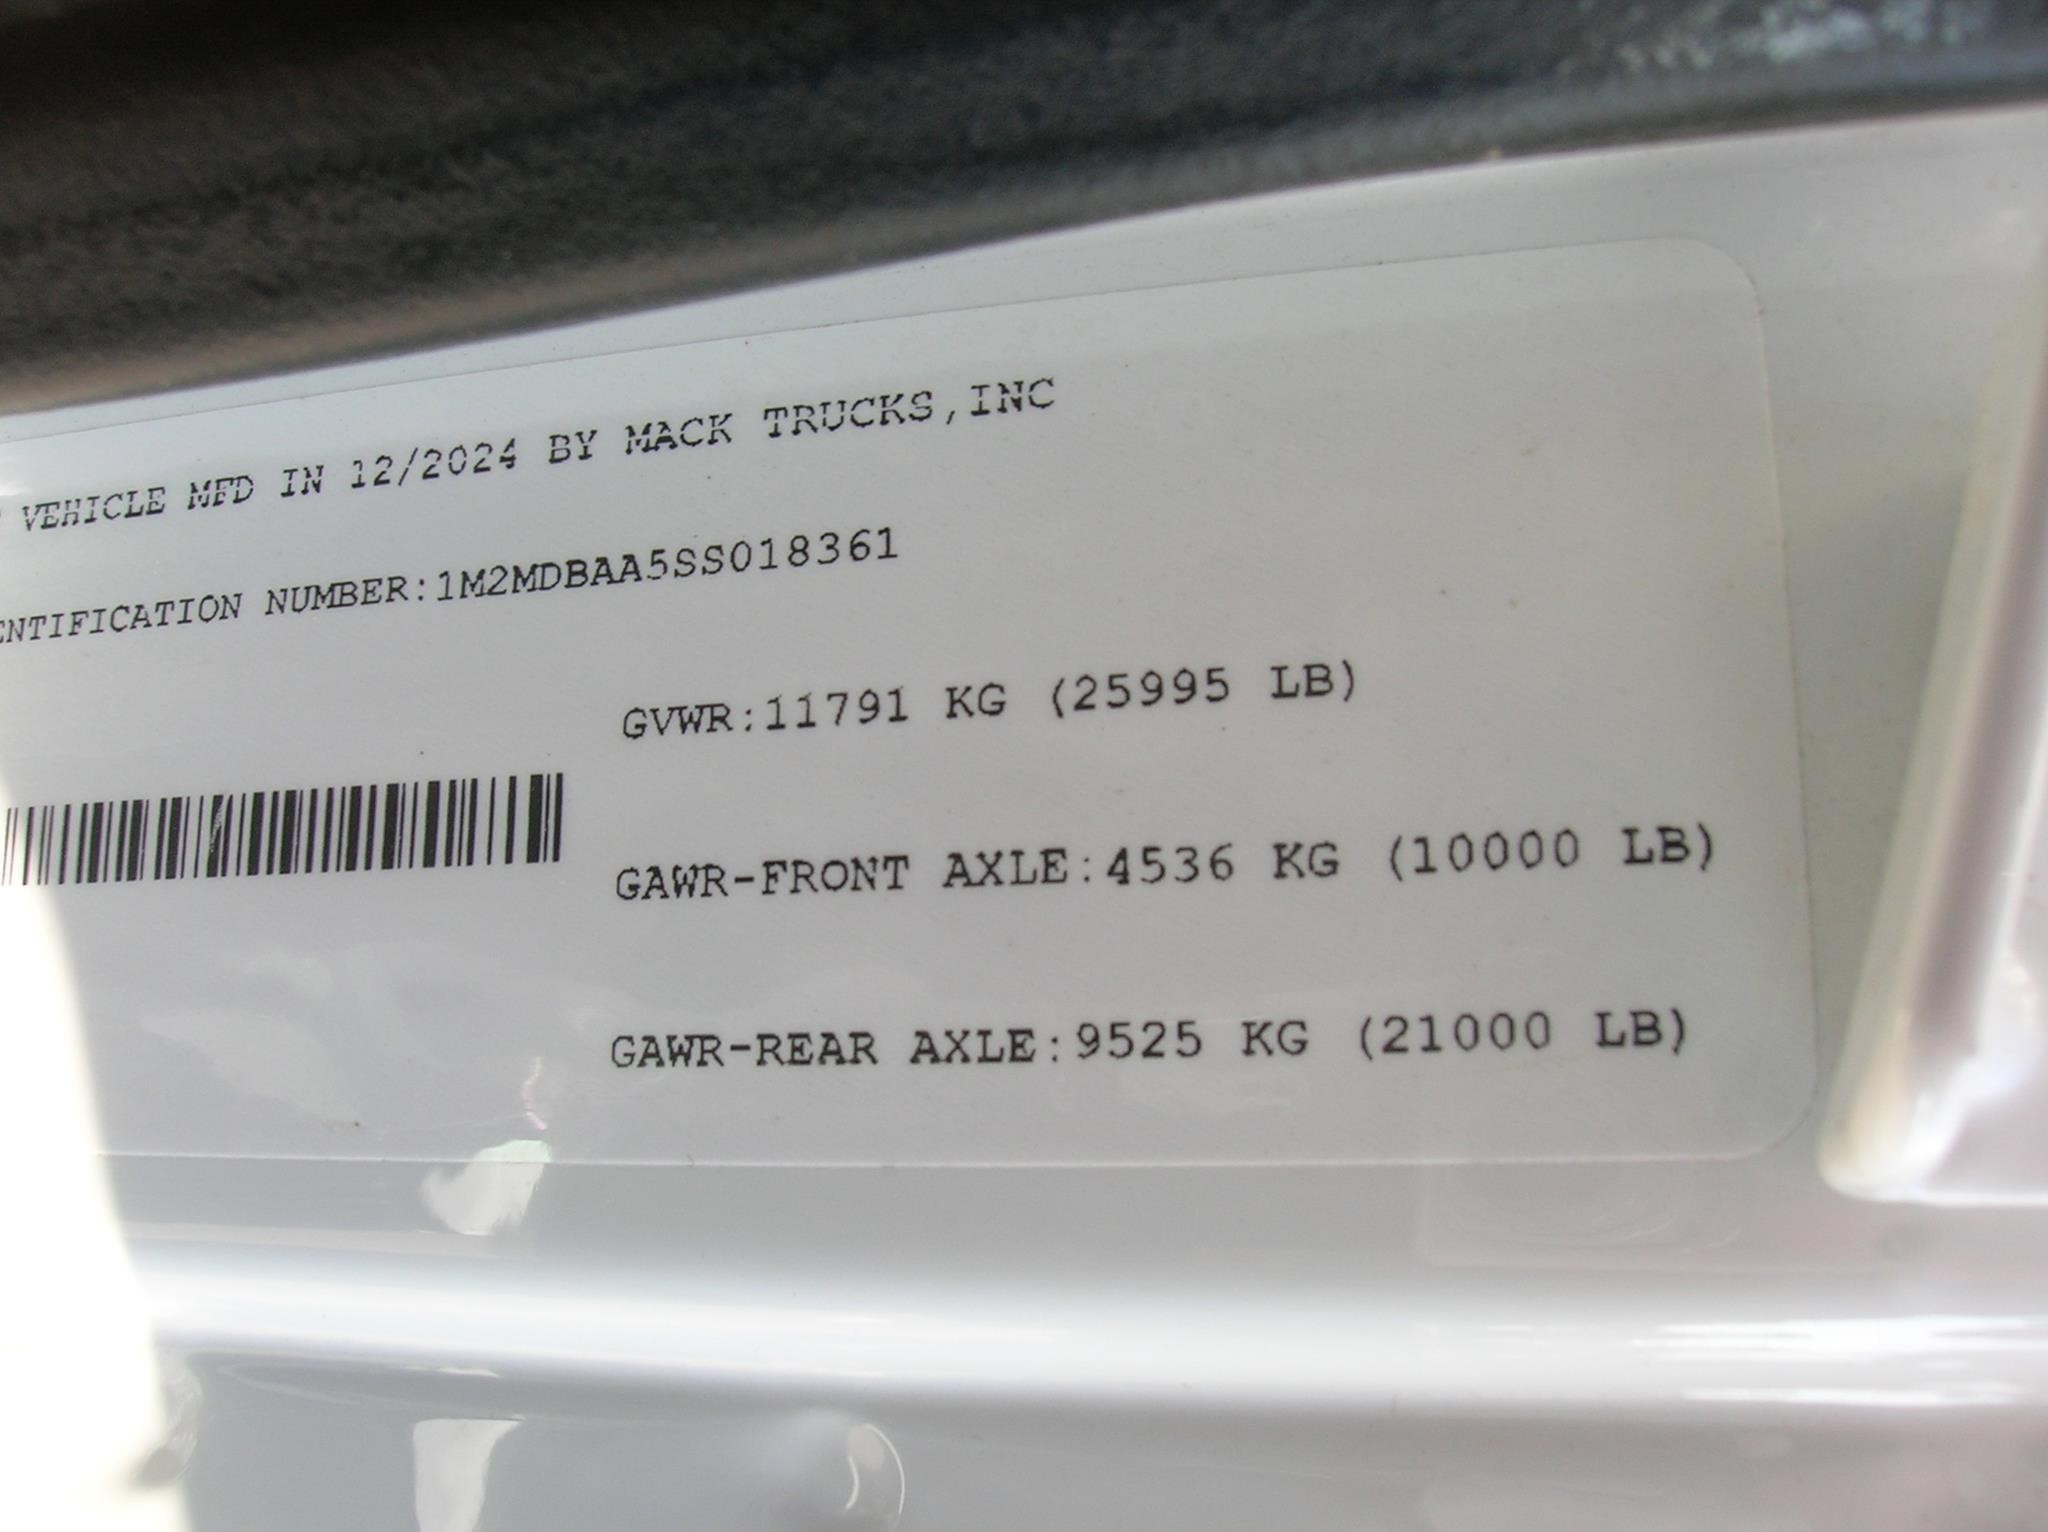 VEHICLE MFD IN 12/2024 BY MACK TRUCKS,INC
ENTIFICATION NUMBER:1M2MDBAA5SS018361
GVWR:11791 KG (25995 LB)
GAWR-FRONT AXLE:4536 KG (10000 LB)
GAWR-REAR AXLE:9525 KG (21000 LB)